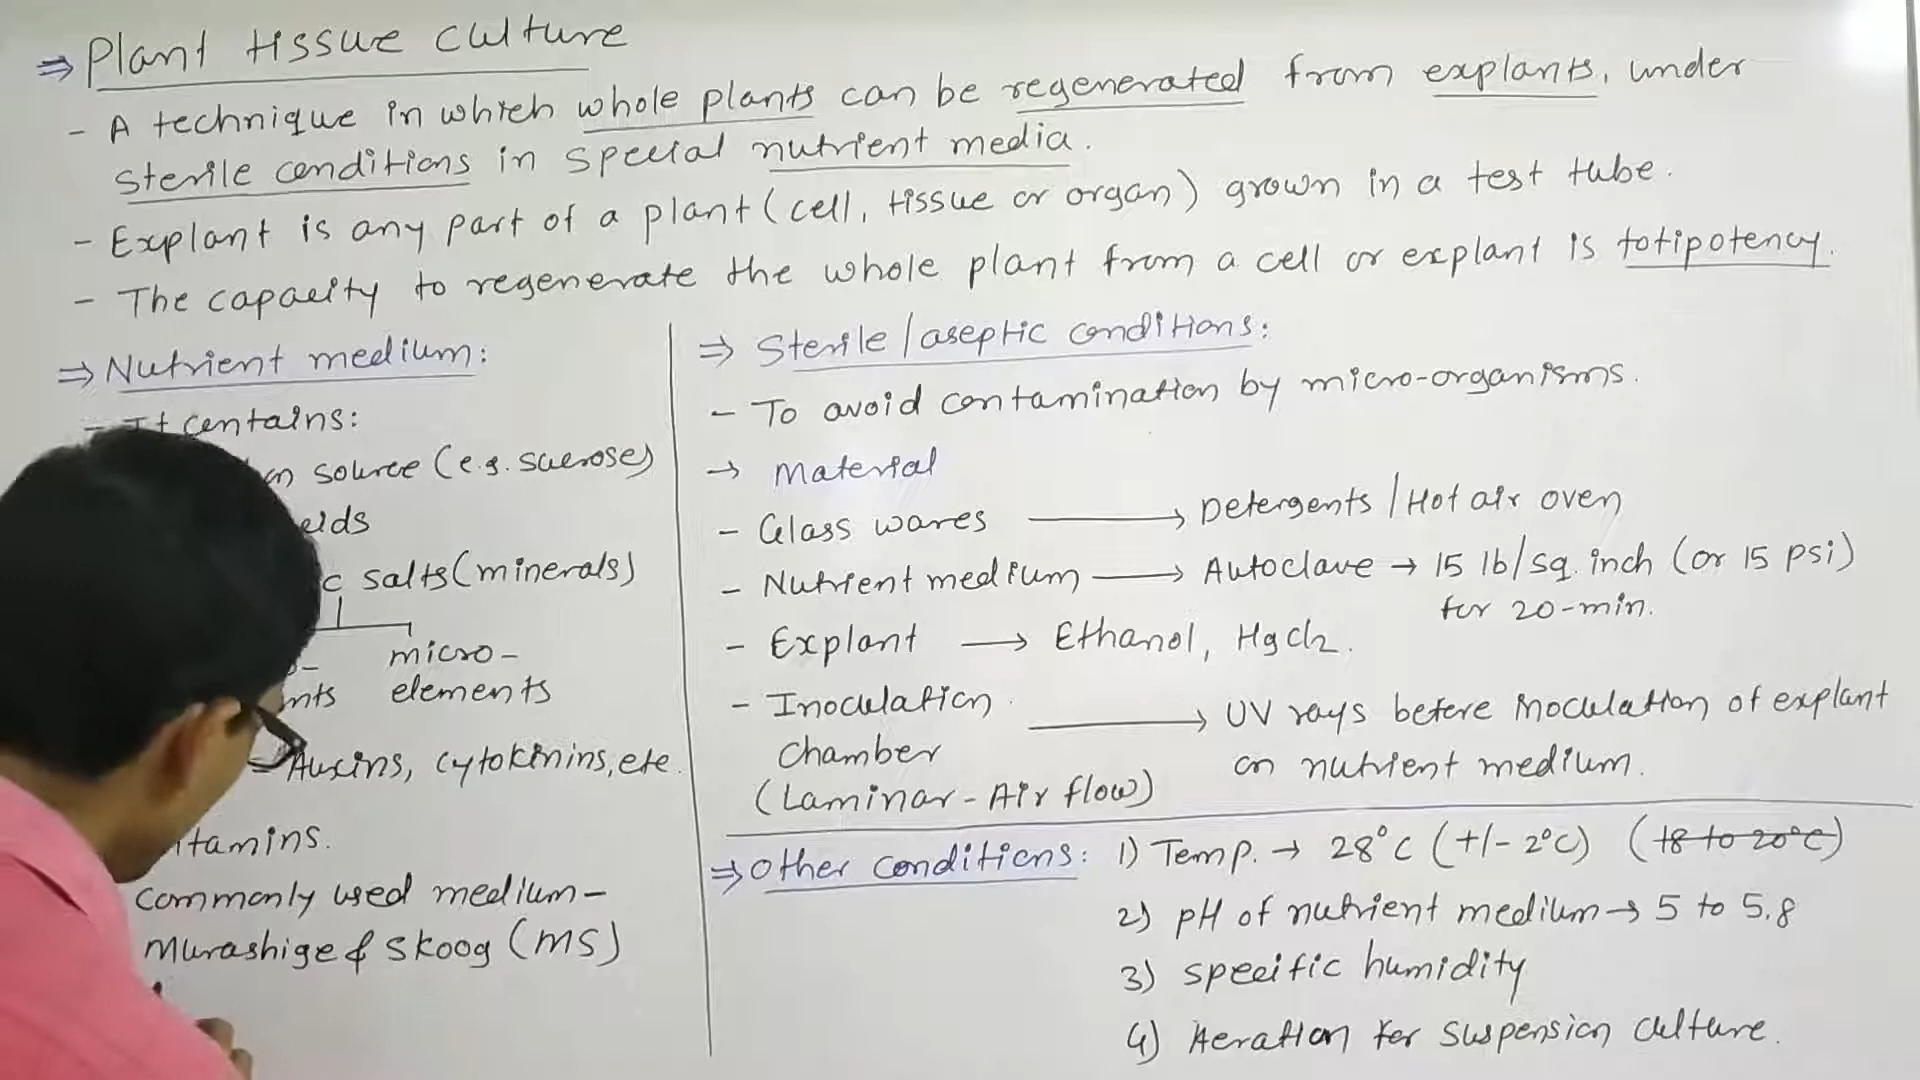 ⇒ Plant tissue culture
- A technique in which whole plants can be regenerated from explants, under
sterile conditions in special nutrient media.
- Explant is any part of a plant (cell, tissue or organ) grown in a test tube.
- The capacity to regenerate the whole plant from a cell or explant is totipotency.
⇒ Nutrient medium:
- It contains:
source (e.g. sucrose)
salts (minerals)
micro-
elements
Auxins, cytokinins, etc.
commonly used medium-
Murashige & Skoog (MS)
⇒ Sterile / aseptic conditions:
- To avoid contamination by micro-organisms.
→ Material
- Glass wares → Detergents / Hot air oven
- Nutrient medium → Autoclave → 15 lb/sq. inch (or 15 psi)
for 20-min.
- Explant → Ethanol, HgCl2.
- Inoculation
chamber
(Laminar-Air flow)
→ UV rays before inoculation of explant
on nutrient medium.
⇒ Other conditions: 1) Temp. → 28°C (+/- 2°C) (18 to 20°C)
2) pH of nutrient medium → 5 to 5.8
3) specific humidity
4) Aeration for suspension culture.